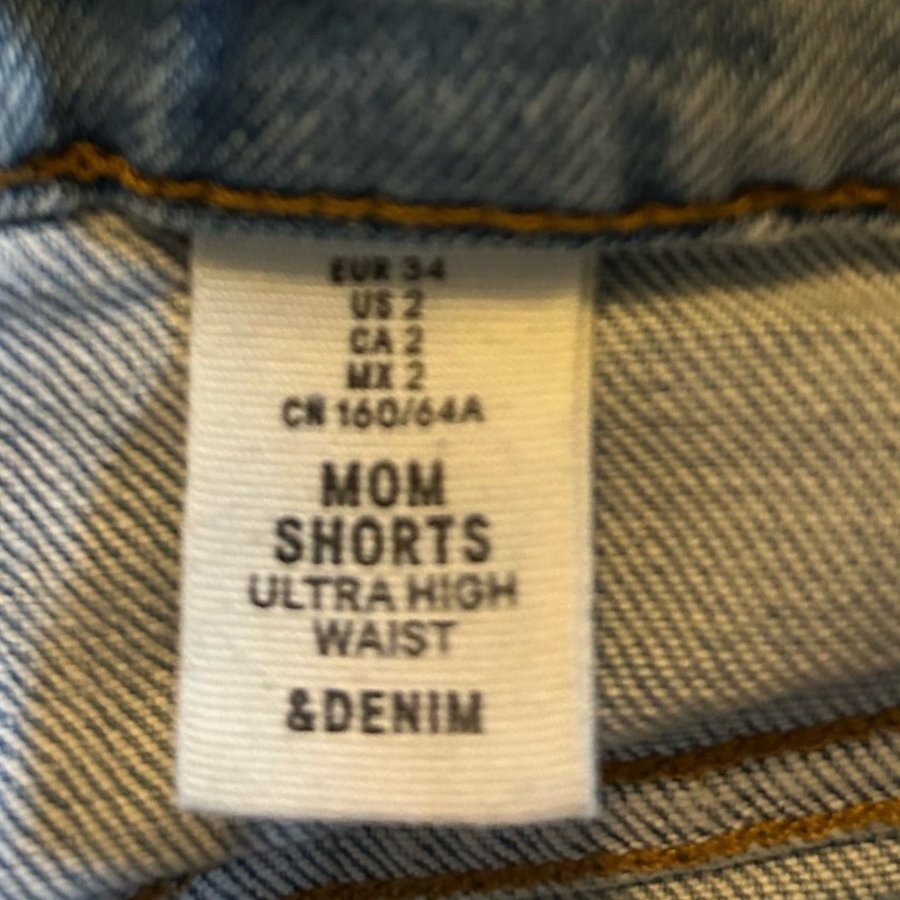 EUR 34
US 2
CA 2
MX 2
CN 160/64A
MOM
SHORTS
ULTRA HIGH
WAIST
&DENIM